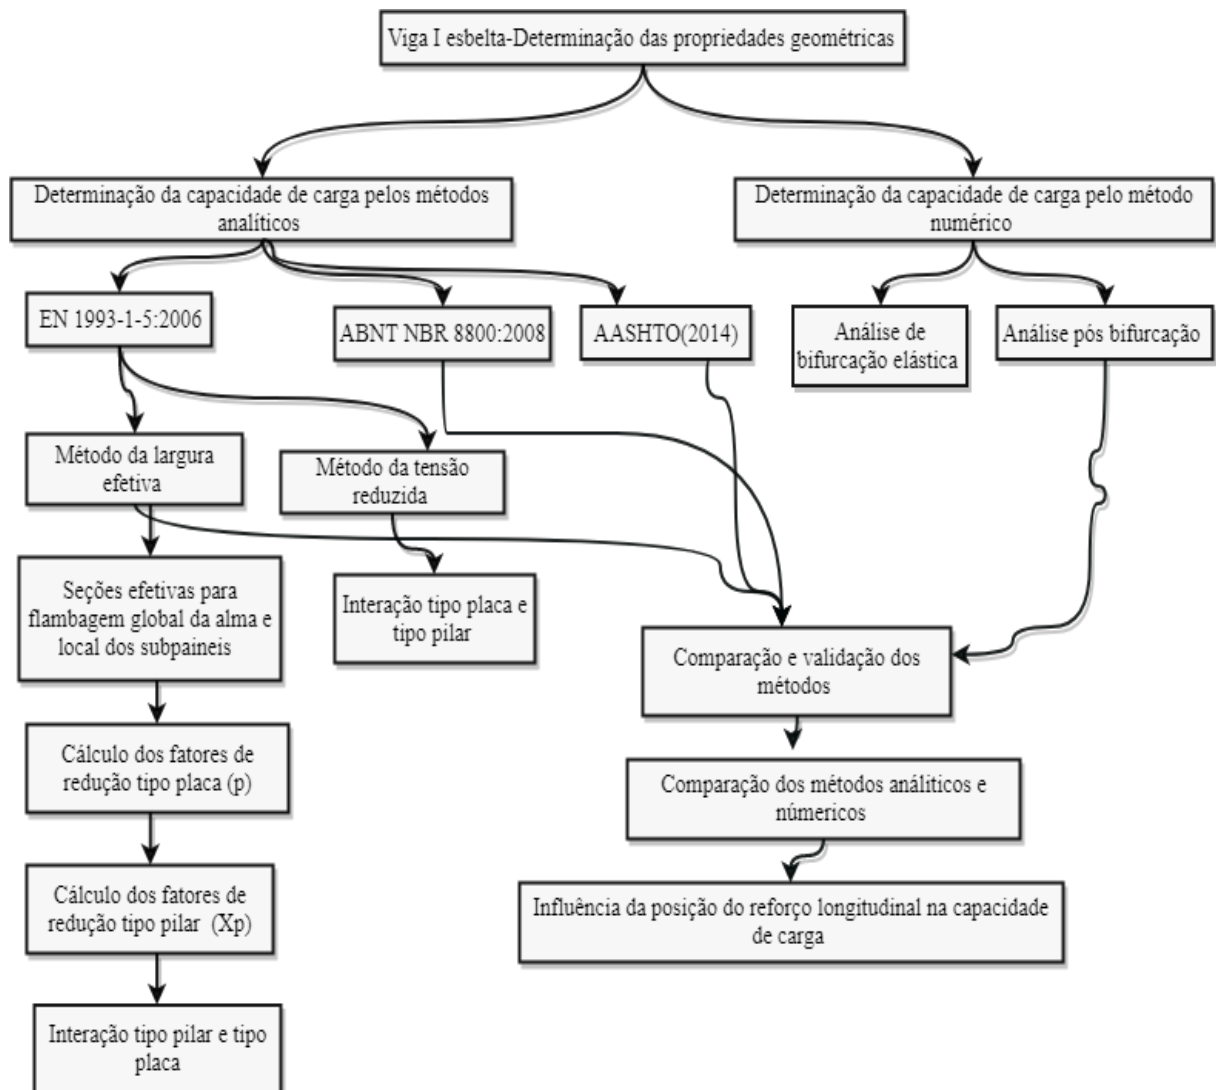 Viga I esbelta-Determinação das propriedades geométricas
Determinação da capacidade de carga pelos métodos
analíticos
Determinação da capacidade de carga pelo método
numérico
EN 1993-1-5:2006
ABNT NBR 8800:2008
AASHTO(2014)
Análise de
bifurcação elástica
Análise pós bifurcação
Método da largura
efetiva
Método da tensão
reduzida
Seções efetivas para
flambagem global da alma e
local dos subpaineis
Interação tipo placa e
tipo pilar
Comparação e validação dos
métodos
Cálculo dos fatores de
redução tipo placa (p)
Comparação dos métodos análiticos e
númericos
Cálculo dos fatores de
redução tipo pilar (Xp)
Influência da posição do reforço longitudinal na capacidade
de carga
Interação tipo pilar e tipo
placa